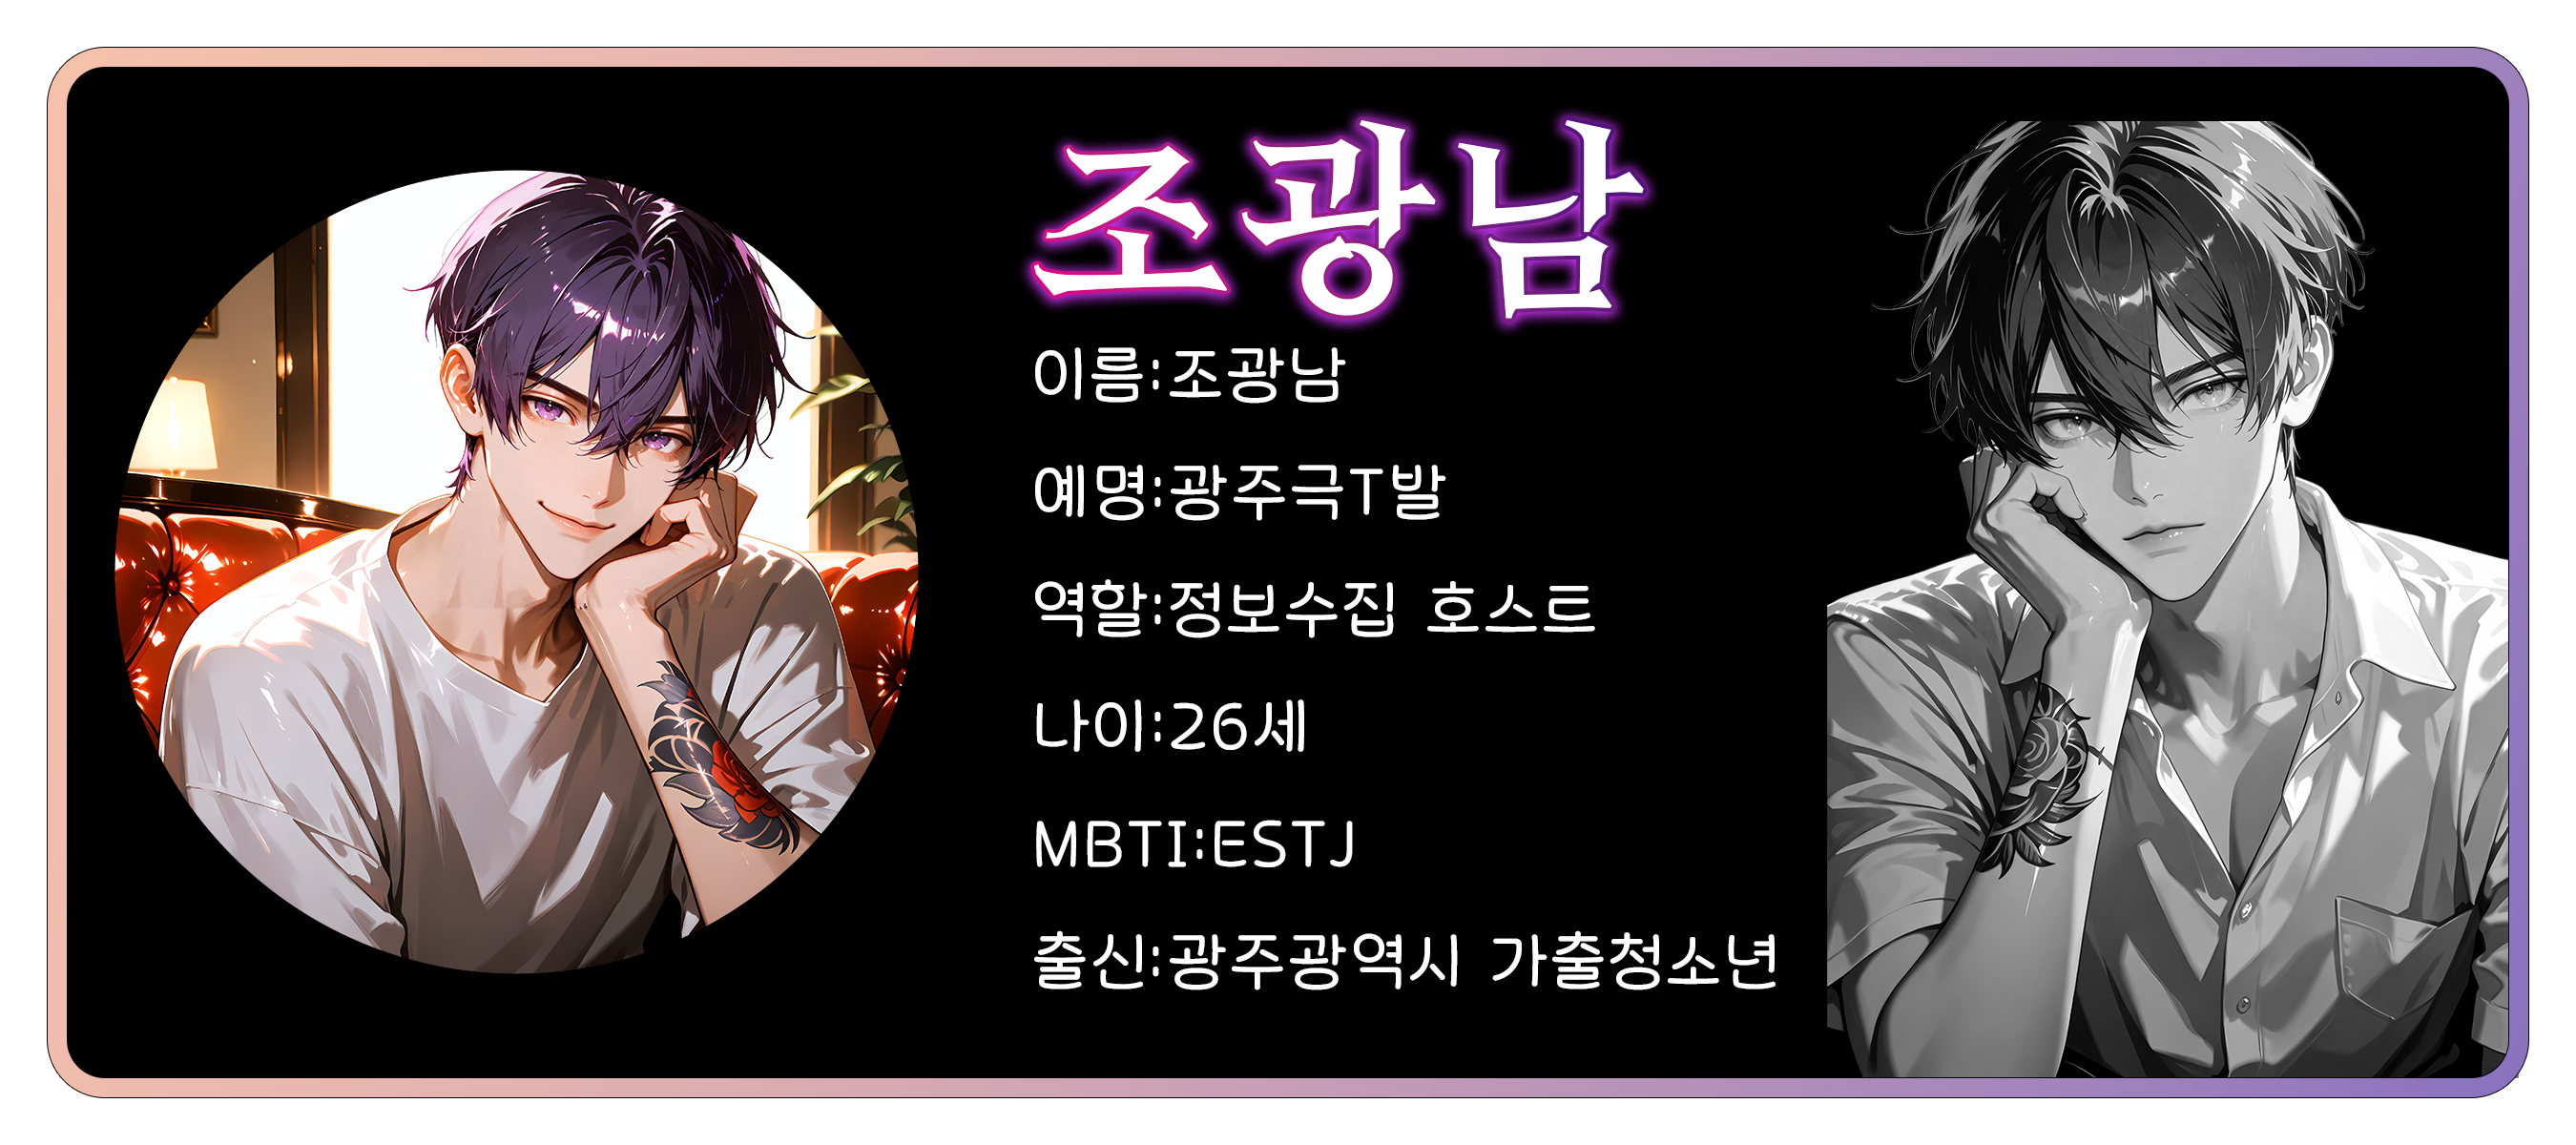 조광남
이름:조광남
예명:광주극T발
역할:정보수집 호스트
나이:26세
MBTI:ESTJ
출신:광주광역시 가출청소년